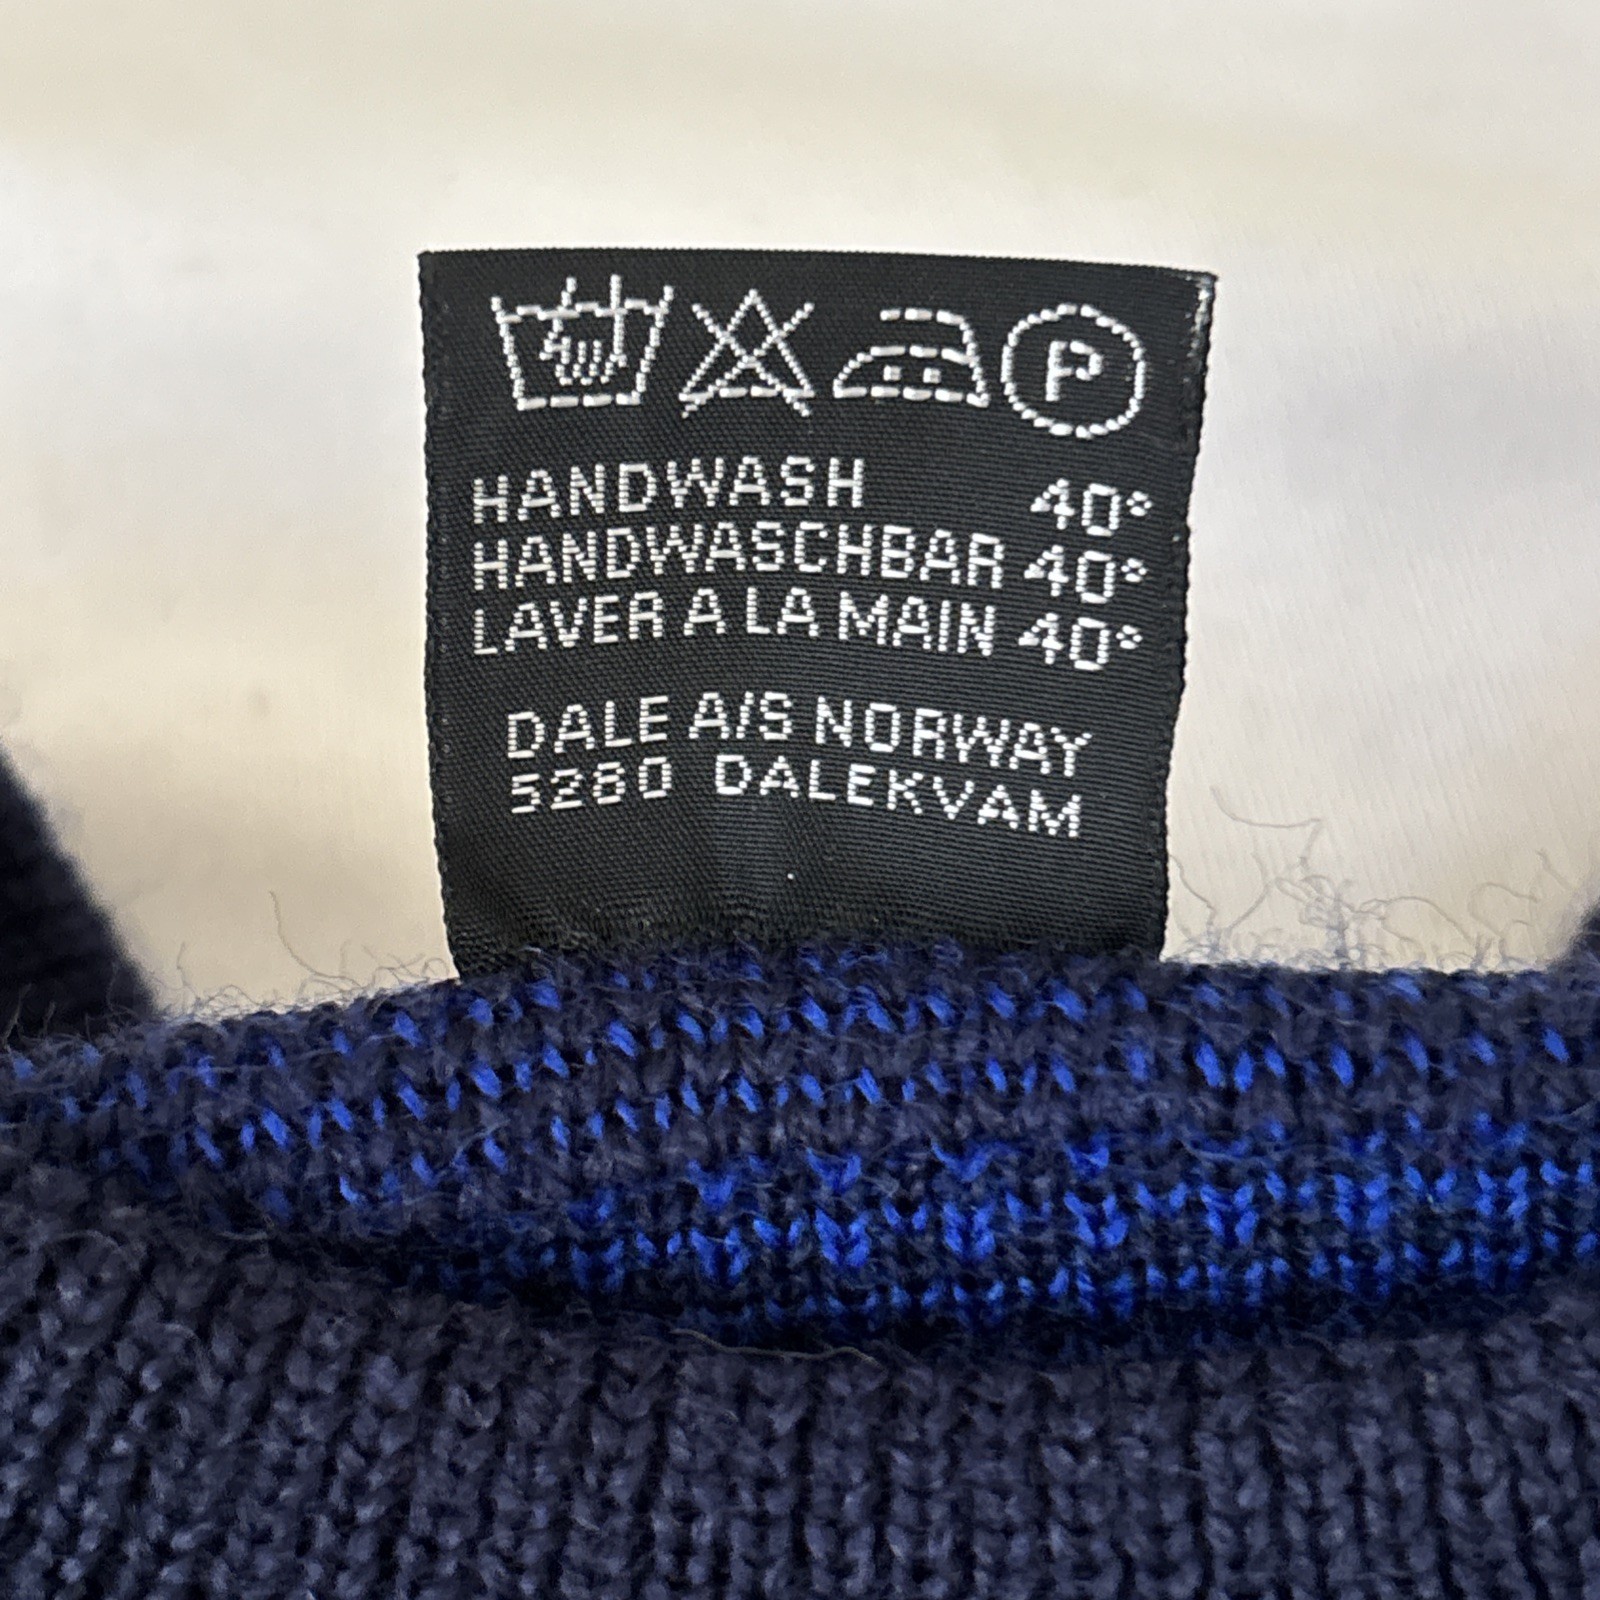 P
HANDWASH 40°
HANDWASCHBAR 40°
LAVER A LA MAIN 40°
DALE A/S NORWAY
5280 DALEKVAM